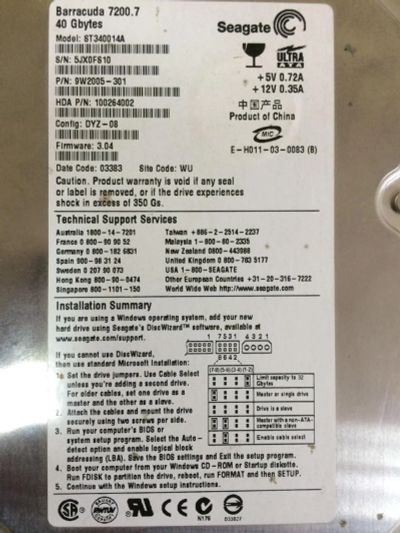 Barracuda 7200.7
40 Gbytes
Seagate
Model: ST340014A
S/N: 5JX0FS10
ULTRA
ATA
P/N: 9W2005-301
+5V 0.72A
+12V 0.35A
HDA P/N: 100264002
中国产品
Product of China
Config: DYZ-08
MIC
Firmware: 3.04
E-H011-03-0083 (B)
Date Code: 03383 Site Code: WU
Caution: Product warranty is void if any seal
or label is removed, or if the drive experiences
shock in excess of 350 Gs.
Technical Support Services
Australia 1800-14-7201 Taiwan +886-2-2514-2237
France 0 800-90 90 52 Malaysia 1-800-80-2335
Germany 0 800-182 6831 New Zealand 0800-443988
Spain 900-98 31 24 United Kingdom 0 800-783 5177
Sweden 0 207 90 073 USA 1-800-SEAGATE
Hong Kong 800-90-0474 Other European Countries +31-20-316-7222
Singapore 800-1101-150 World Wide Web http://www.seagate.com
Installation Summary
If you are using a Windows operating system, add your new
hard drive using Seagate's DiscWizard™ software, available at
www.seagate.com/support.
7531 4321
If you cannot use DiscWizard,
then use standard Microsoft Installation:
8642
(7-8) (5-6) (3-4) (1-2)
1. Set the drive jumpers. Use Cable Select
unless you're adding a second drive.
For older cables, set one drive as a
master and the other as a slave.
Limit capacity to 32
Gbytes
Master or single drive
Drive is a slave
Master with a non-ATA-
compatible slave
Enable cable select
2. Attach the cables and mount the drive
securely using two screws per side.
3. Run your computer's BIOS or
system setup program. Select the Auto-
detect option and enable logical block
addressing (LBA). Save the BIOS settings and Exit the setup program.
4. Boot your computer from your Windows CD-ROM or Startup diskette.
Run FDISK to partition the drive, reboot, run FORMAT and then SETUP.
5. Continue with Windows setup.
N176
D33027